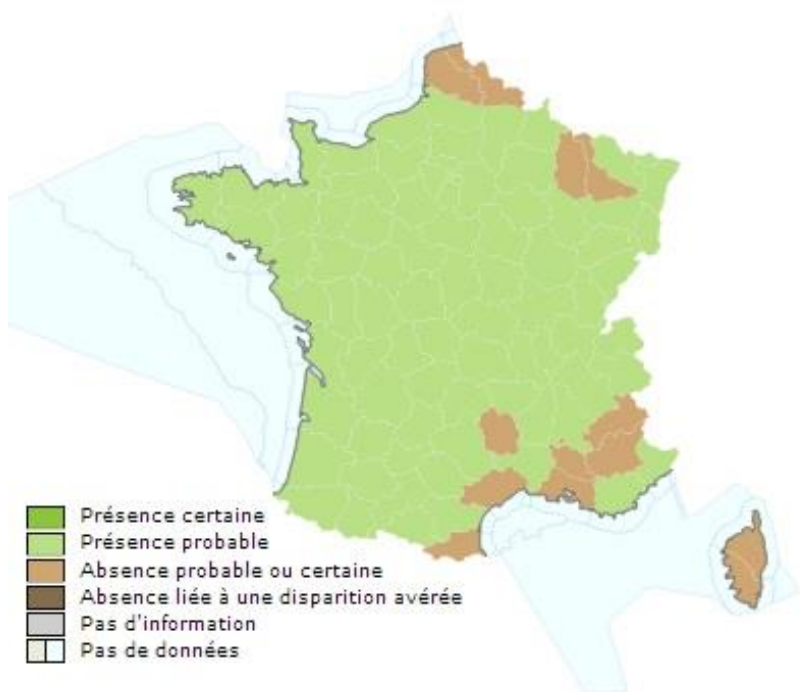 Présence certaine
Présence probable
Absence probable ou certaine
Absence liée à une disparition avérée
Pas d'information
Pas de données